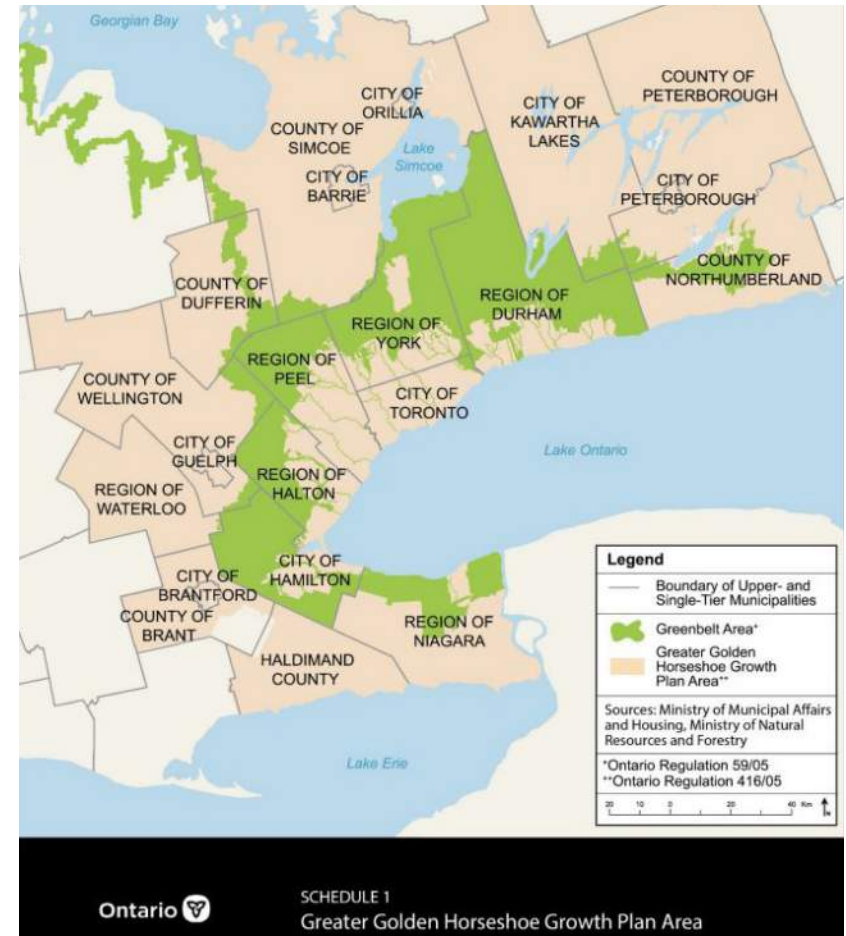 Georgian Bay
CITY OF
ORILLIA
COUNTY OF
SIMCOE
Lake
Simcoe
CITY OF
BARRIE
CITY OF
KAWARTHA
LAKES
COUNTY OF
PETERBOROUGH
CITY OF
PETERBOROUGH
COUNTY OF
NORTHUMBERLAND
COUNTY OF
DUFFERIN
REGION OF
YORK
REGION OF
DURHAM
REGION OF
PEEL
COUNTY OF
WELLINGTON
CITY OF
TORONTO
CITY OF
GUELPH
REGION OF
WATERLOO
REGION OF
HALTON
Lake Ontario
CITY OF
HAMILTON
CITY OF
BRANTFORD
COUNTY OF
BRANT
REGION OF
NIAGARA
HALDIMAND
COUNTY
Lake Erie
Legend
Boundary of Upper- and
Single-Tier Municipalities
Greenbelt Area*
Greater Golden
Horseshoe Growth
Plan Area**
Sources: Ministry of Municipal Affairs
and Housing, Ministry of Natural
Resources and Forestry
*Ontario Regulation 59/05
**Ontario Regulation 416/05
20 10 0 20 40 Km
N
Ontario
SCHEDULE 1
Greater Golden Horseshoe Growth Plan Area